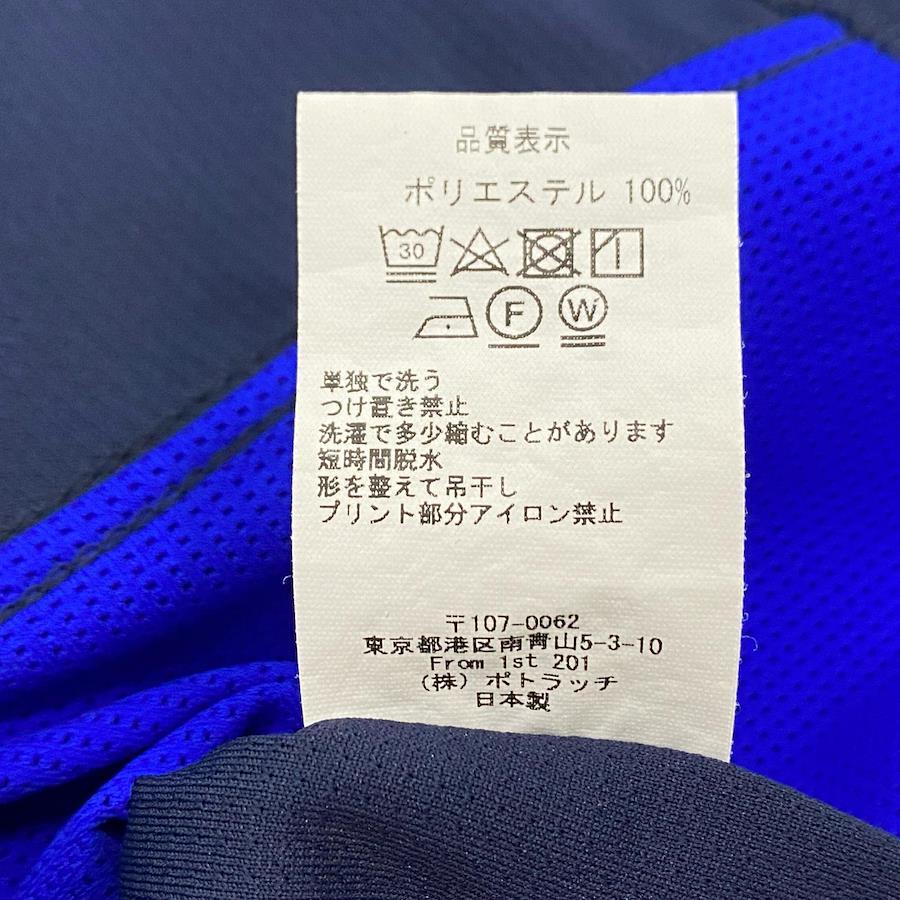 品質表示
ポリエステル 100%
30
F W
単独で洗う
つけ置き禁止
洗濯で多少縮むことがあります
短時間脱水
形を整えて吊干し
プリント部分アイロン禁止
〒107-0062
東京都港区南青山5-3-10
From 1st 201
(株) ポトラッチ
日本製